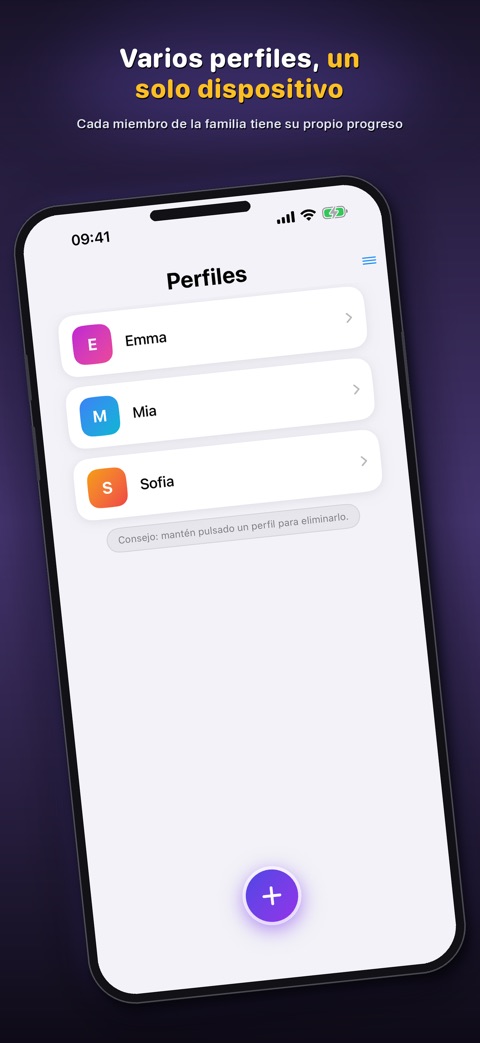 Varios perfiles, un
solo dispositivo
Cada miembro de la familia tiene su propio progreso
09:41
Perfiles
E
Emma
M
Mia
S
Sofia
Consejo: mantén pulsado un perfil para eliminarlo.